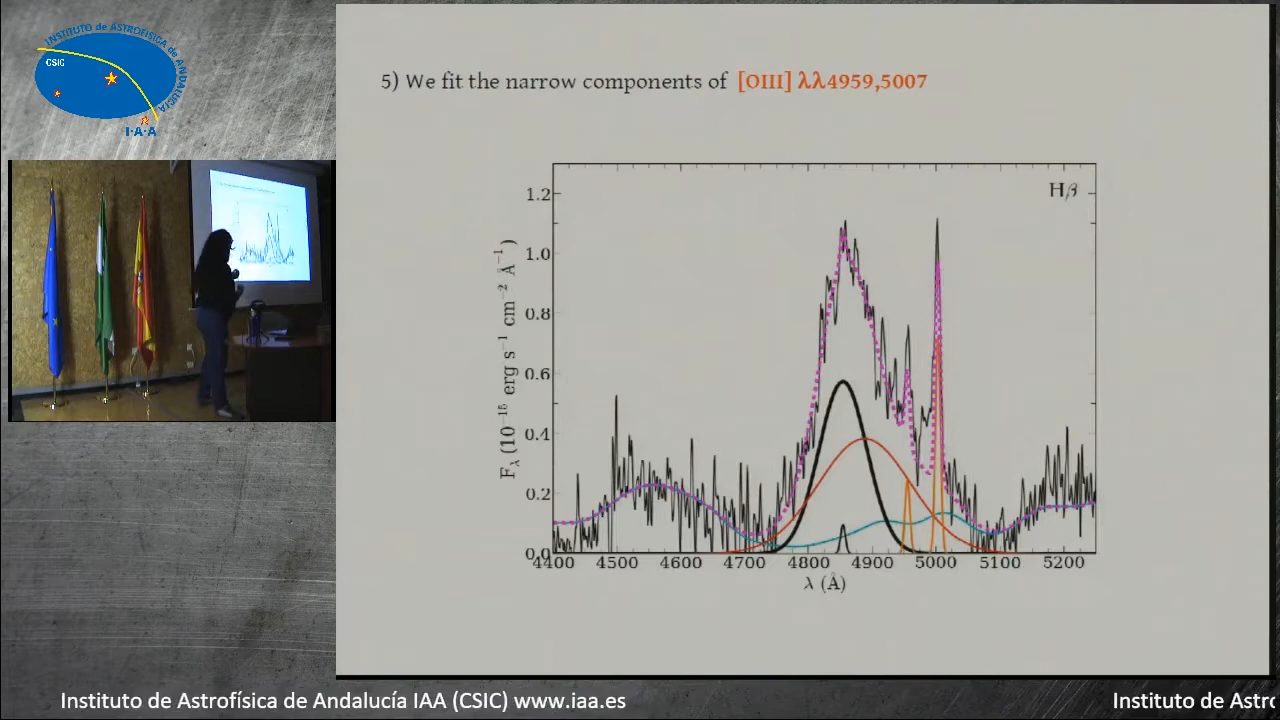 INSTITUTO de ASTROFÍSICA de ANDALUCÍA
CSIC
I·A·A
5) We fit the narrow components of [OIII] λλ4959,5007
Hβ
1.2
1.0
0.8
0.6
0.4
0.2
0.0
Fλ (10⁻¹⁵ erg s⁻¹ cm⁻² Å⁻¹)
4400 4500 4600 4700 4800 4900 5000 5100 5200
λ (Å)
Instituto de Astrofísica de Andalucía IAA (CSIC) www.iaa.es
Instituto de Astro